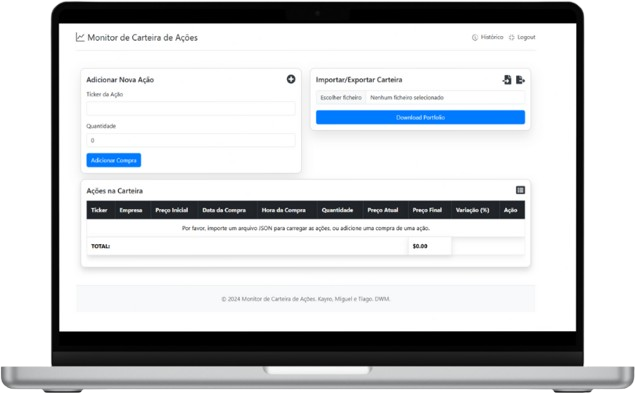 Monitor de Carteira de Ações
Histórico Logout
Adicionar Nova Ação
Ticker da Ação
Quantidade
0
Adicionar Compra
Importar/Exportar Carteira
Escolher ficheiro Nenhum ficheiro selecionado
Download Portfolio
Ações na Carteira
Ticker Empresa Preço Inicial Data da Compra Hora da Compra Quantidade Preço Atual Preço Final Variação (%) Ação
Por favor, importe um arquivo JSON para carregar as ações, ou adicione uma compra de uma ação.
TOTAL: $0.00
© 2024 Monitor de Carteira de Ações. Kayre, Miguel e Tiago. DWM.